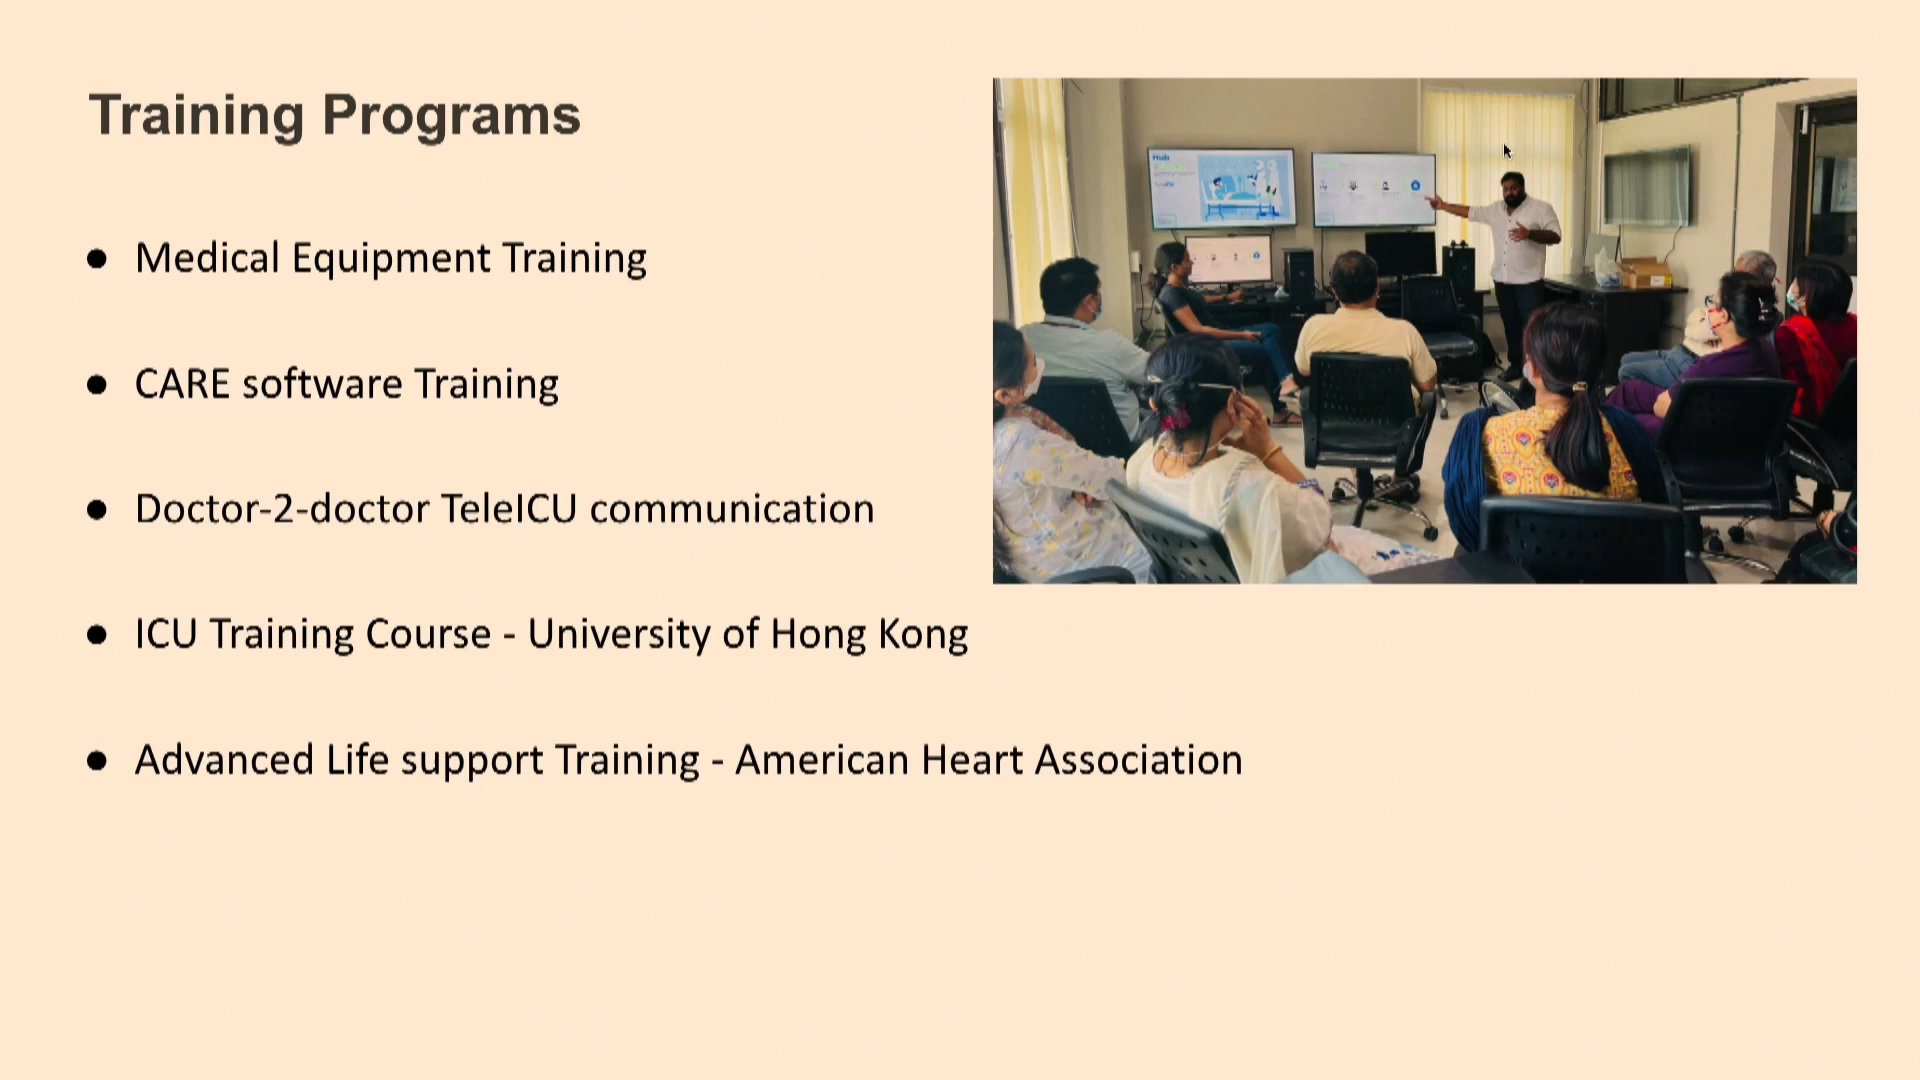 Training Programs
Medical Equipment Training
CARE software Training
Doctor-2-doctor TeleICU communication
ICU Training Course - University of Hong Kong
Advanced Life support Training - American Heart Association
Hub